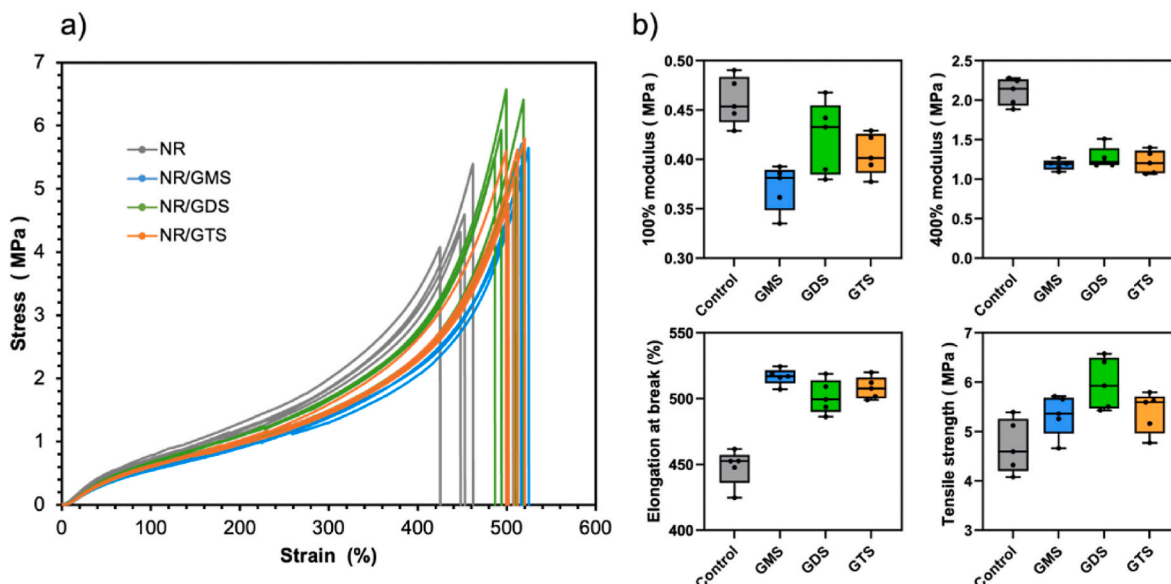 a)
7
6
5
4
3
2
1
0
Stress ( MPa)
NR
NR/GMS
NR/GDS
NR/GTS
0 100 200 300 400 500 600
Strain (%)
b)
0.50
0.45
0.40
0.35
0.30
100% modulus ( MPa)
Control GMS GDS GTS
2.5
2.0
1.5
1.0
0.5
0.0
400% modulus ( MPa)
Control GMS GDS GTS
550
500
450
400
Elongation at break (%)
Control GMS GDS GTS
7
6
5
4
3
Tensile strength ( MPa)
Control GMS GDS GTS